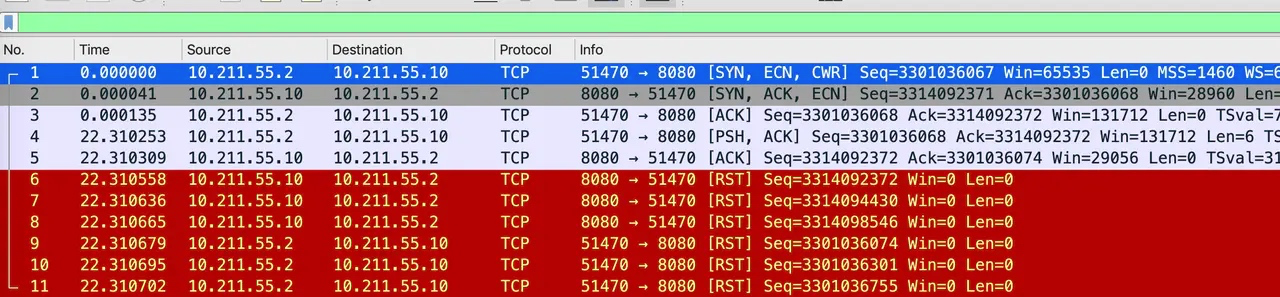 No. Time Source Destination Protocol Info
1 0.000000 10.211.55.2 10.211.55.10 TCP 51470 → 8080 [SYN, ECN, CWR] Seq=3301036067 Win=65535 Len=0 MSS=1460 WS=6
2 0.000041 10.211.55.10 10.211.55.2 TCP 8080 → 51470 [SYN, ACK, ECN] Seq=3314092371 Ack=3301036068 Win=28960 Len=
3 0.000135 10.211.55.2 10.211.55.10 TCP 51470 → 8080 [ACK] Seq=3301036068 Ack=3314092372 Win=131712 Len=0 TSval=7
4 22.310253 10.211.55.2 10.211.55.10 TCP 51470 → 8080 [PSH, ACK] Seq=3301036068 Ack=3314092372 Win=131712 Len=6 TS
5 22.310309 10.211.55.10 10.211.55.2 TCP 8080 → 51470 [ACK] Seq=3314092372 Ack=3301036074 Win=29056 Len=0 TSval=31
6 22.310558 10.211.55.10 10.211.55.2 TCP 8080 → 51470 [RST] Seq=3314092372 Win=0 Len=0
7 22.310636 10.211.55.10 10.211.55.2 TCP 8080 → 51470 [RST] Seq=3314094430 Win=0 Len=0
8 22.310665 10.211.55.10 10.211.55.2 TCP 8080 → 51470 [RST] Seq=3314098546 Win=0 Len=0
9 22.310679 10.211.55.2 10.211.55.10 TCP 51470 → 8080 [RST] Seq=3301036074 Win=0 Len=0
10 22.310695 10.211.55.2 10.211.55.10 TCP 51470 → 8080 [RST] Seq=3301036301 Win=0 Len=0
11 22.310702 10.211.55.2 10.211.55.10 TCP 51470 → 8080 [RST] Seq=3301036755 Win=0 Len=0